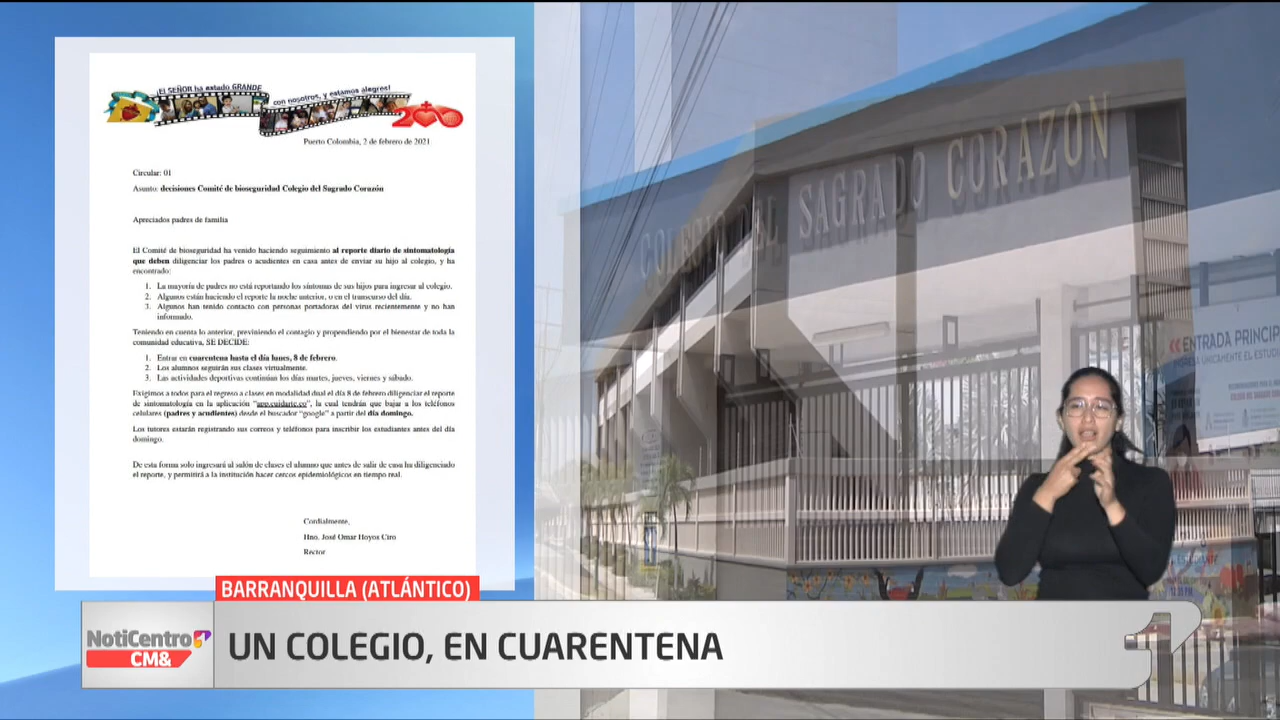 ¡El SEÑOR ha estado GRANDE
con nosotros, y estamos alegres!
200
Puerto Colombia, 2 de febrero de 2021
Circular: 01
Asunto: decisiones Comité de bioseguridad Colegio del Sagrado Corazón
Apreciados padres de familia
El Comité de bioseguridad ha venido haciendo seguimiento al reporte diario de sintomatología
que deben diligenciar los padres o acudientes en casa antes de enviar su hijo al colegio, y ha
encontrado:
1. La mayoría de padres no está reportando los síntomas de sus hijos para ingresar al colegio.
2. Algunos están haciendo el reporte la noche anterior, o en el transcurso del día.
3. Algunos han tenido contacto con personas portadoras del virus recientemente y no han
informado.
Teniendo en cuenta lo anterior, previniendo el contagio y propendiendo por el bienestar de toda la
comunidad educativa, SE DECIDE:
1. Entrar en cuarentena hasta el día lunes, 8 de febrero.
2. Los alumnos seguirán sus clases virtualmente.
3. Las actividades deportivas continúan los días martes, jueves, viernes y sábado.
Exigimos a todos para el regreso a clases en modalidad dual el día 8 de febrero diligenciar el reporte
de sintomatología en la aplicación "app.cuidarte.co", la cual tendrán que bajar a los teléfonos
celulares (padres y acudientes) desde el buscador "google" a partir del día domingo.
Los tutores estarán registrando sus correos y teléfonos para inscribir los estudiantes antes del día
domingo.
De esta forma solo ingresará al salón de clases el alumno que antes de salir de casa ha diligenciado
el reporte, y permitirá a la institución hacer cercos epidemiológicos en tiempo real.
Cordialmente,
Hno. José Omar Hoyos Ciro
Rector
COLEGIO DEL SAGRADO CORAZÓN
ENTRADA PRINCIP
BARRANQUILLA (ATLÁNTICO)
NotiCentro 1
CM&
UN COLEGIO, EN CUARENTENA
1